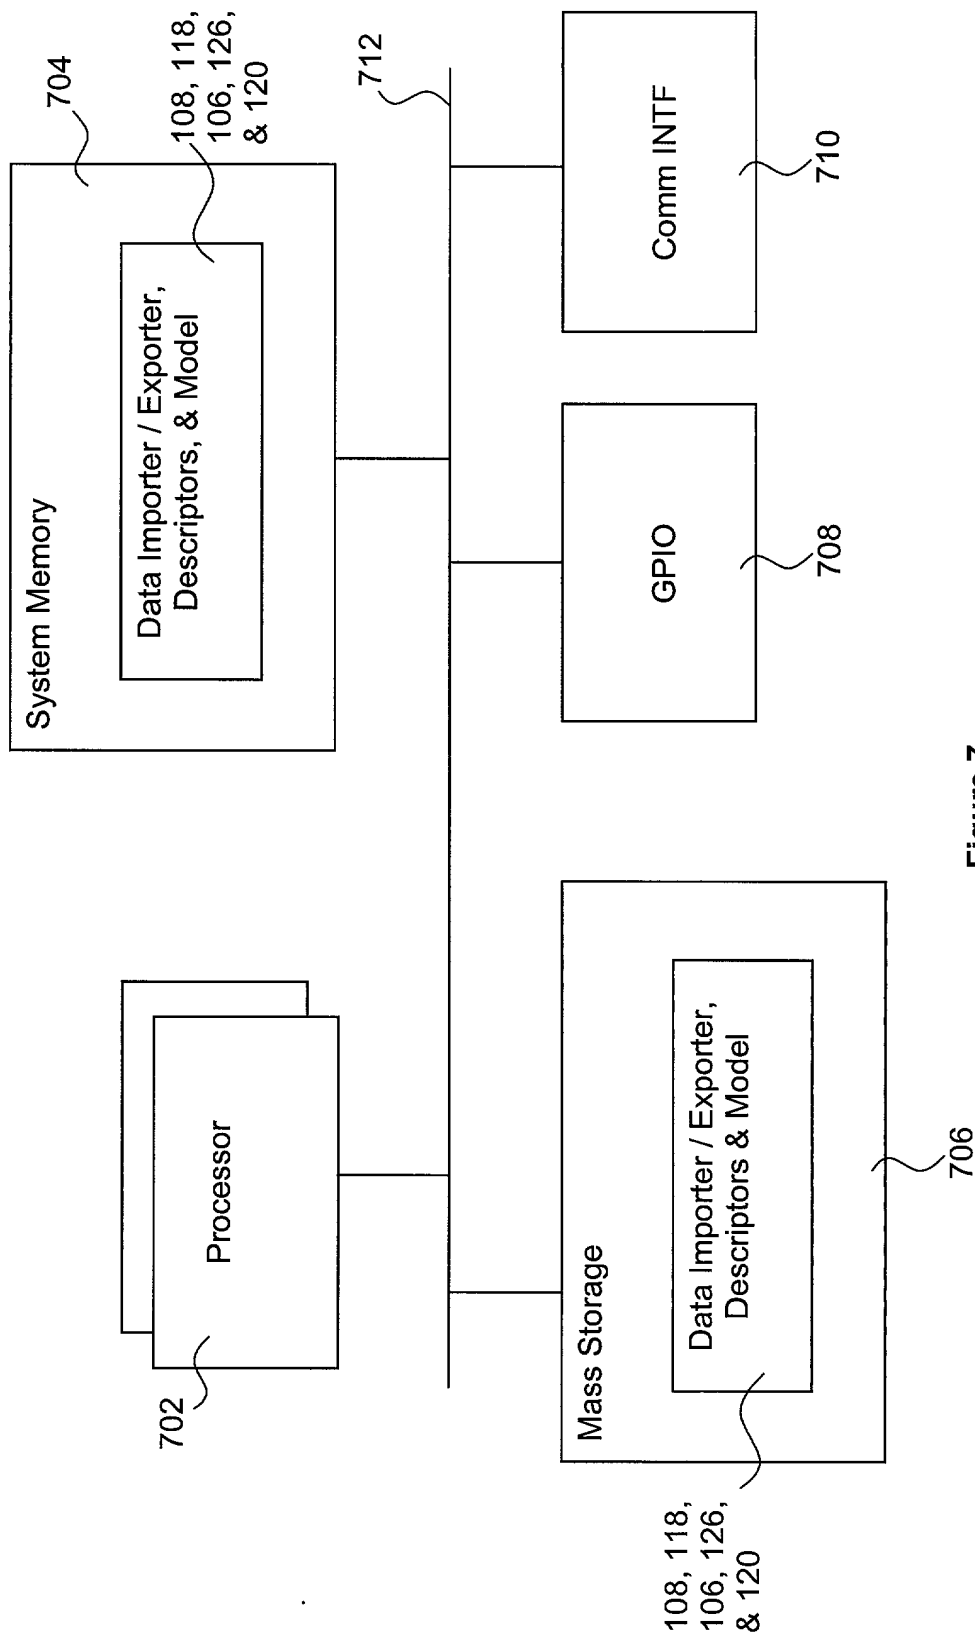 702
Processor
704
System Memory
Data Importer / Exporter,
Descriptors, & Model
108, 118,
106, 126,
& 120
712
Mass Storage
Data Importer / Exporter,
Descriptors & Model
108, 118,
106, 126,
& 120
706
GPIO
708
Comm INTF
710
Figure 7